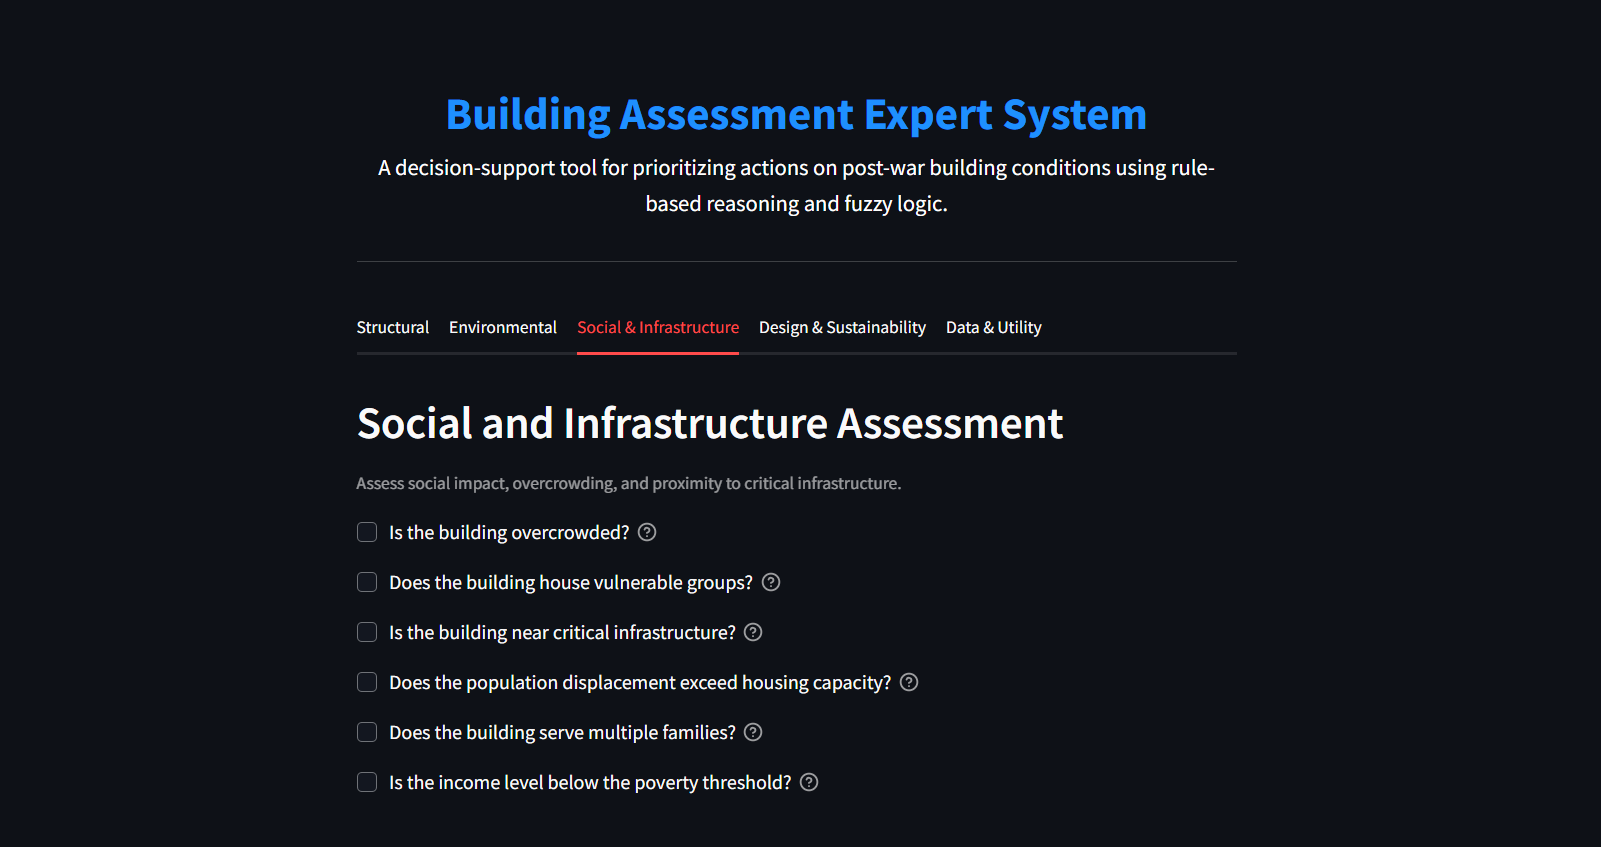 Building Assessment Expert System
A decision-support tool for prioritizing actions on post-war building conditions using rule-
based reasoning and fuzzy logic.
Structural Environmental Social & Infrastructure Design & Sustainability Data & Utility
Social and Infrastructure Assessment
Assess social impact, overcrowding, and proximity to critical infrastructure.
Is the building overcrowded?
Does the building house vulnerable groups?
Is the building near critical infrastructure?
Does the population displacement exceed housing capacity?
Does the building serve multiple families?
Is the income level below the poverty threshold?